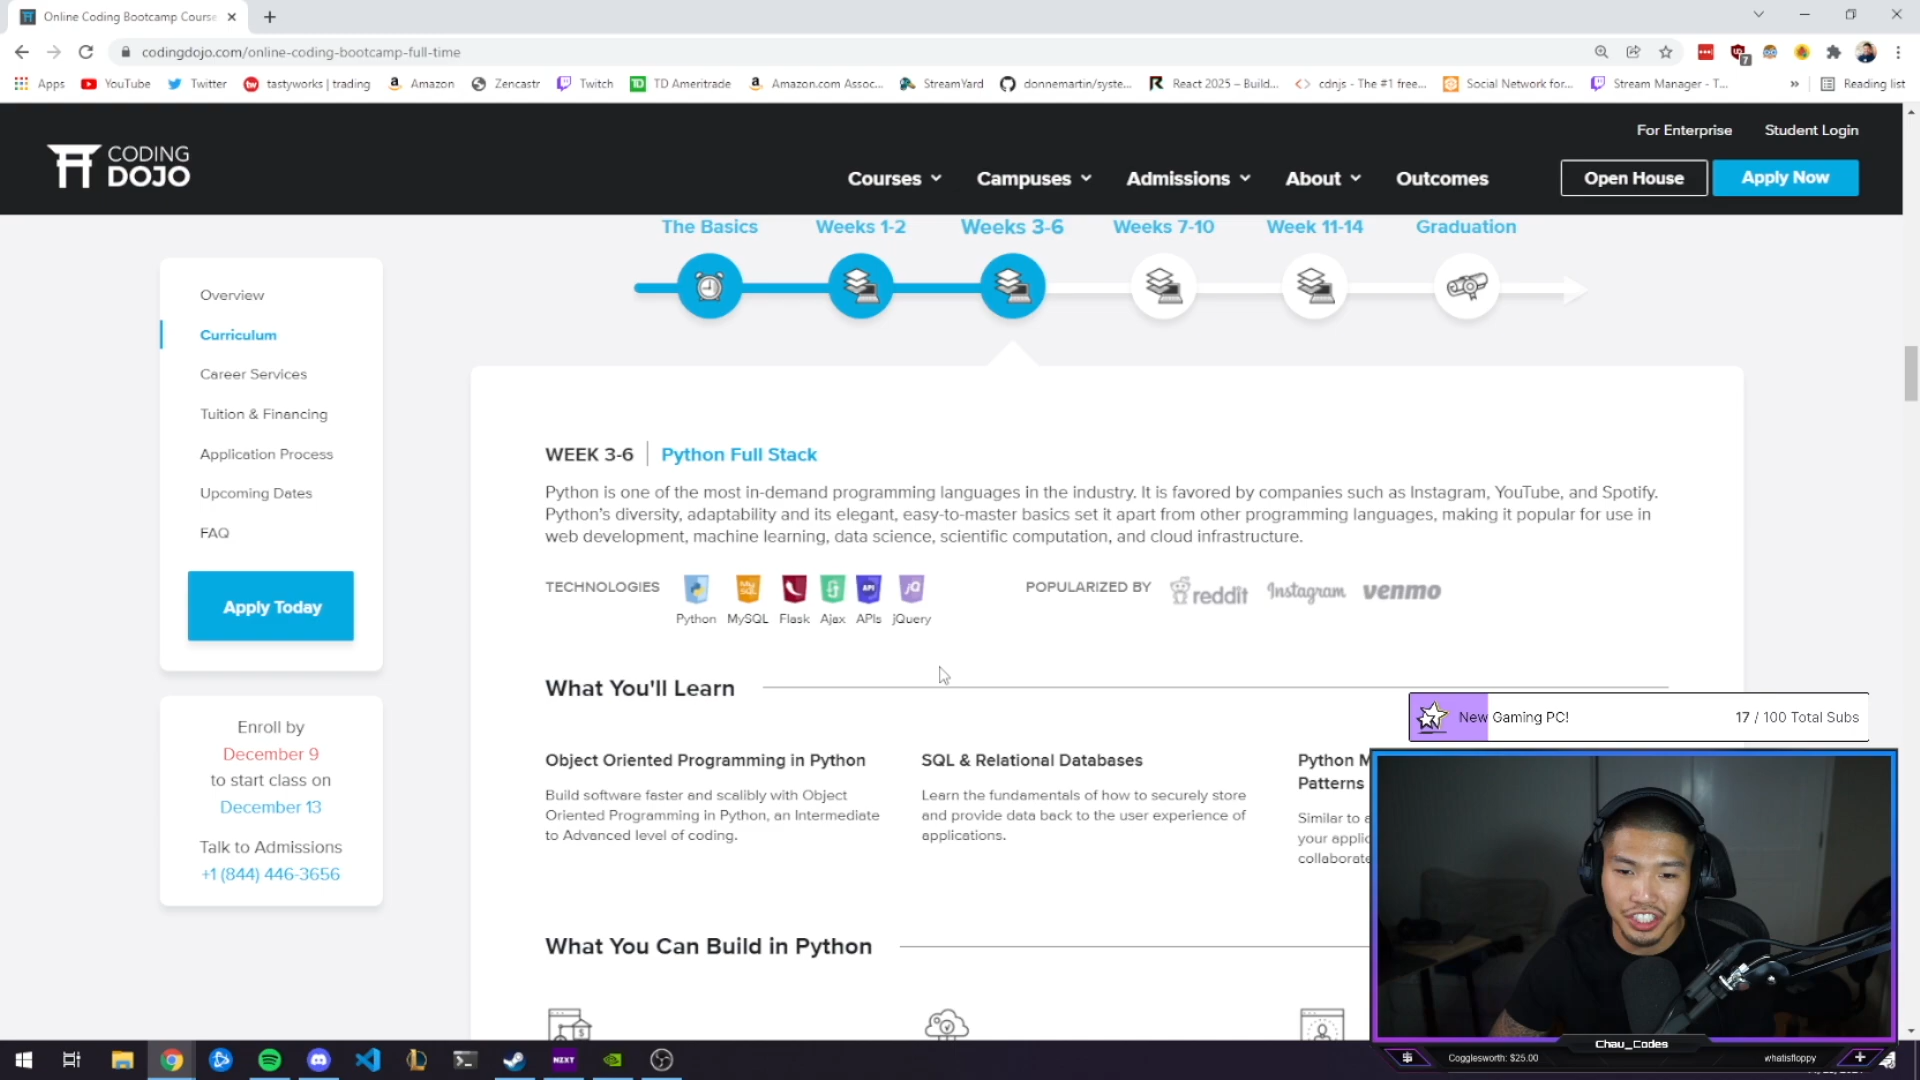 Online Coding Bootcamp Course
codingdojo.com/online-coding-bootcamp-full-time
7
Apps
YouTube
Twitter
tastyworks | trading
Amazon
Zencastr
Twitch
TD Ameritrade
Amazon.com Assoc...
StreamYard
donnemartin/syste...
React 2025 – Build...
cdnjs - The #1 free...
Social Network for...
Stream Manager - T...
Reading list
For Enterprise
Student Login
CODING
DOJO
Courses
Campuses
Admissions
About
Outcomes
Open House
Apply Now
The Basics
Weeks 1-2
Weeks 3-6
Weeks 7-10
Week 11-14
Graduation
Overview
Curriculum
Career Services
Tuition & Financing
Application Process
Upcoming Dates
FAQ
Apply Today
Enroll by
December 9
to start class on
December 13
Talk to Admissions
+1 (844) 446-3656
WEEK 3-6 | Python Full Stack
Python is one of the most in-demand programming languages in the industry. It is favored by companies such as Instagram, YouTube, and Spotify.
Python's diversity, adaptability and its elegant, easy-to-master basics set it apart from other programming languages, making it popular for use in
web development, machine learning, data science, scientific computation, and cloud infrastructure.
TECHNOLOGIES
Python
MySQL
Flask
Ajax
APIs
jQuery
POPULARIZED BY
reddit
Instagram
venmo
What You'll Learn
Object Oriented Programming in Python
Build software faster and scalibly with Object
Oriented Programming in Python, an Intermediate
to Advanced level of coding.
SQL & Relational Databases
Learn the fundamentals of how to securely store
and provide data back to the user experience of
applications.
Python M
Patterns
Similar to
your applic
collaborate
What You Can Build in Python
New Gaming PC!
17 / 100 Total Subs
Chau_Codes
Cogglesworth: $25.00
whatisfloppy
NZXT